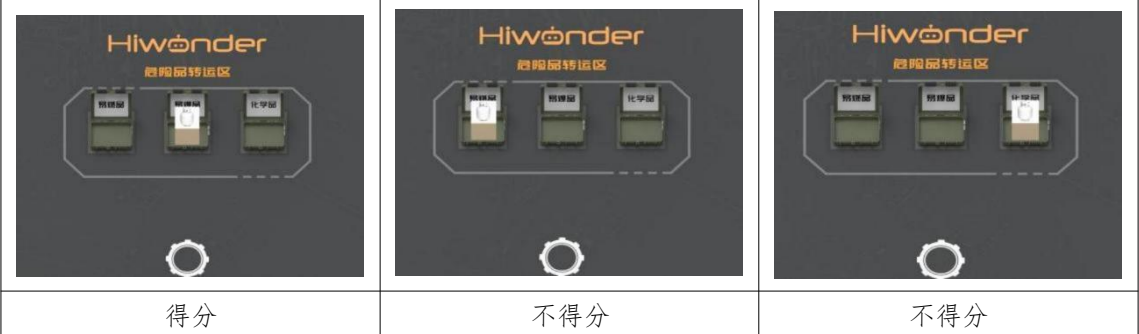 Hiwonder
危险品转运区
易燃品
易爆品
化学品
得分
Hiwonder
危险品转运区
易燃品
易爆品
化学品
不得分
Hiwonder
危险品转运区
易燃品
易爆品
化学品
不得分